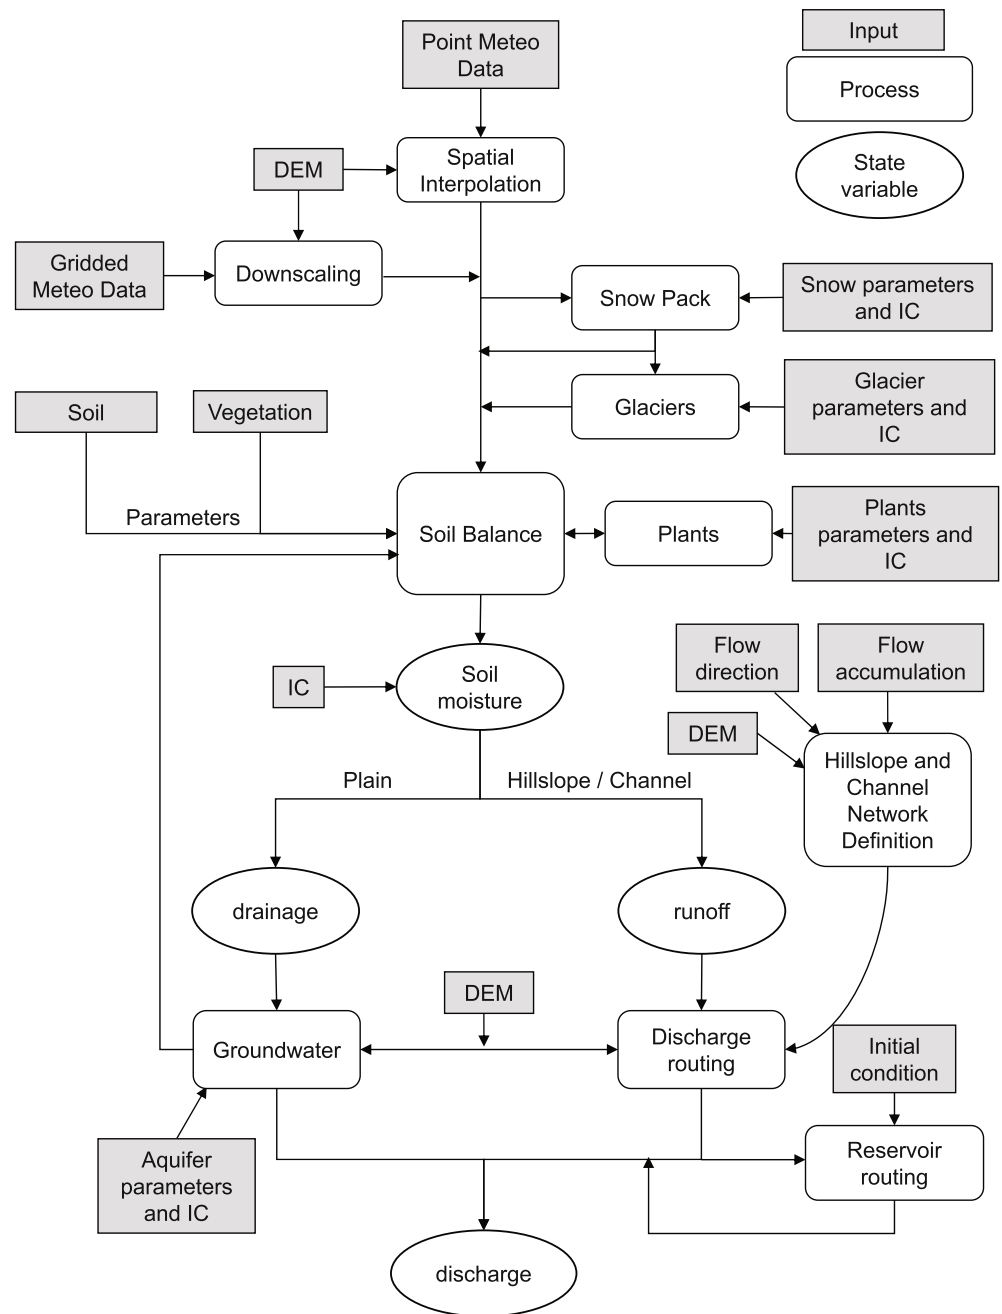 Point Meteo
Data
Input
Process
State
variable
DEM
Spatial
Interpolation
Gridded
Meteo Data
Downscaling
Snow Pack
Snow parameters
and IC
Glaciers
Glacier
parameters and
IC
Soil
Vegetation
Parameters
Soil Balance
Plants
Plants
parameters and
IC
IC
Soil
moisture
Flow
direction
Flow
accumulation
DEM
Hillslope and
Channel
Network
Definition
Plain
Hillslope / Channel
drainage
runoff
DEM
Groundwater
Discharge
routing
Initial
condition
Aquifer
parameters
and IC
Reservoir
routing
discharge